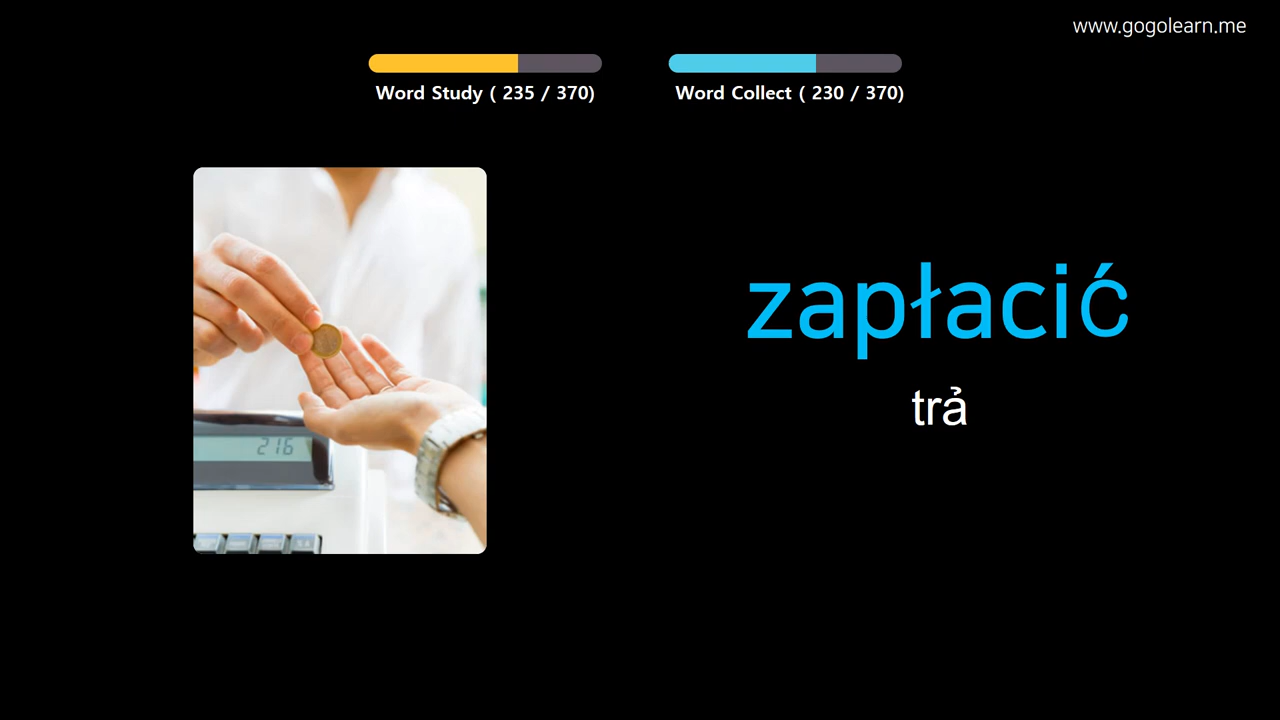 www.gogolearn.me
Word Study ( 235 / 370)
Word Collect ( 230 / 370)
zapłacić
trả
216